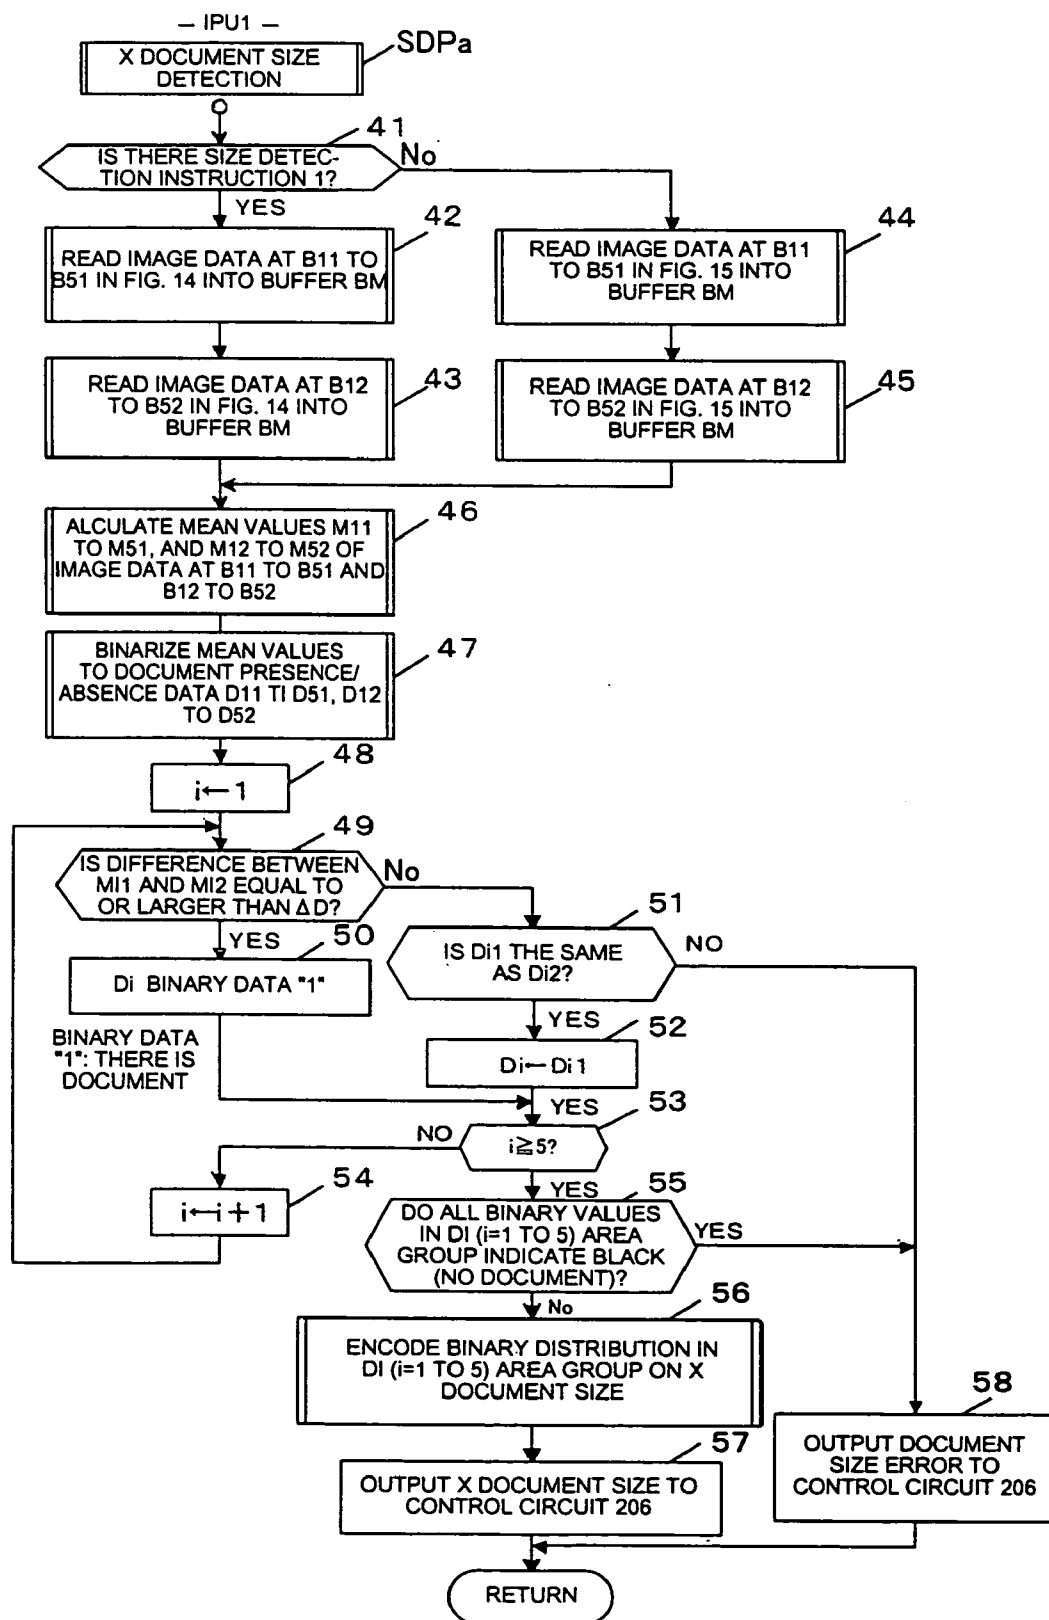 — IPU1 —
SDPa
X DOCUMENT SIZE
DETECTION
41
IS THERE SIZE DETEC-
TION INSTRUCTION 1?
No
YES
42
READ IMAGE DATA AT B11 TO
B51 IN FIG. 14 INTO BUFFER BM
44
READ IMAGE DATA AT B11
TO B51 IN FIG. 15 INTO
BUFFER BM
43
READ IMAGE DATA AT B12
TO B52 IN FIG. 14 INTO
BUFFER BM
45
READ IMAGE DATA AT B12
TO B52 IN FIG. 15 INTO
BUFFER BM
46
ALCULATE MEAN VALUES M11
TO M51, AND M12 TO M52 OF
IMAGE DATA AT B11 TO B51 AND
B12 TO B52
47
BINARIZE MEAN VALUES
TO DOCUMENT PRESENCE/
ABSENCE DATA D11 TI D51, D12
TO D52
48
i←1
49
IS DIFFERENCE BETWEEN
MI1 AND MI2 EQUAL TO
OR LARGER THAN ΔD?
No
YES
50
Di BINARY DATA "1"
51
IS Di1 THE SAME
AS Di2?
NO
YES
BINARY DATA
"1": THERE IS
DOCUMENT
52
Di←Di1
YES
53
i≧5?
NO
YES
54
i←i+1
55
DO ALL BINARY VALUES
IN DI (i=1 TO 5) AREA
GROUP INDICATE BLACK
(NO DOCUMENT)?
YES
No
56
ENCODE BINARY DISTRIBUTION IN
DI (i=1 TO 5) AREA GROUP ON X
DOCUMENT SIZE
57
OUTPUT X DOCUMENT SIZE TO
CONTROL CIRCUIT 206
58
OUTPUT DOCUMENT
SIZE ERROR TO
CONTROL CIRCUIT 206
RETURN